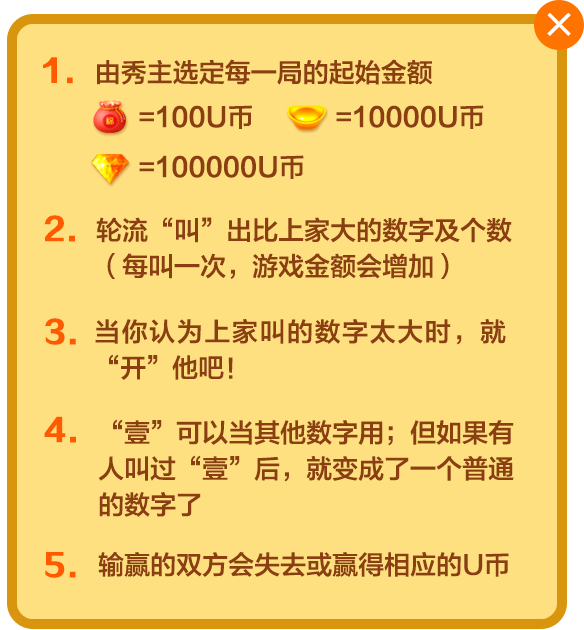 1. 由秀主选定每一局的起始金额
=100U币 =10000U币
=100000U币
2. 轮流“叫”出比上家大的数字及个数
（每叫一次，游戏金额会增加）
3. 当你认为上家叫的数字太大时，就
“开”他吧！
4. “壹”可以当其他数字用；但如果有
人叫过“壹”后，就变成了一个普通
的数字了
5. 输赢的双方会失去或赢得相应的U币